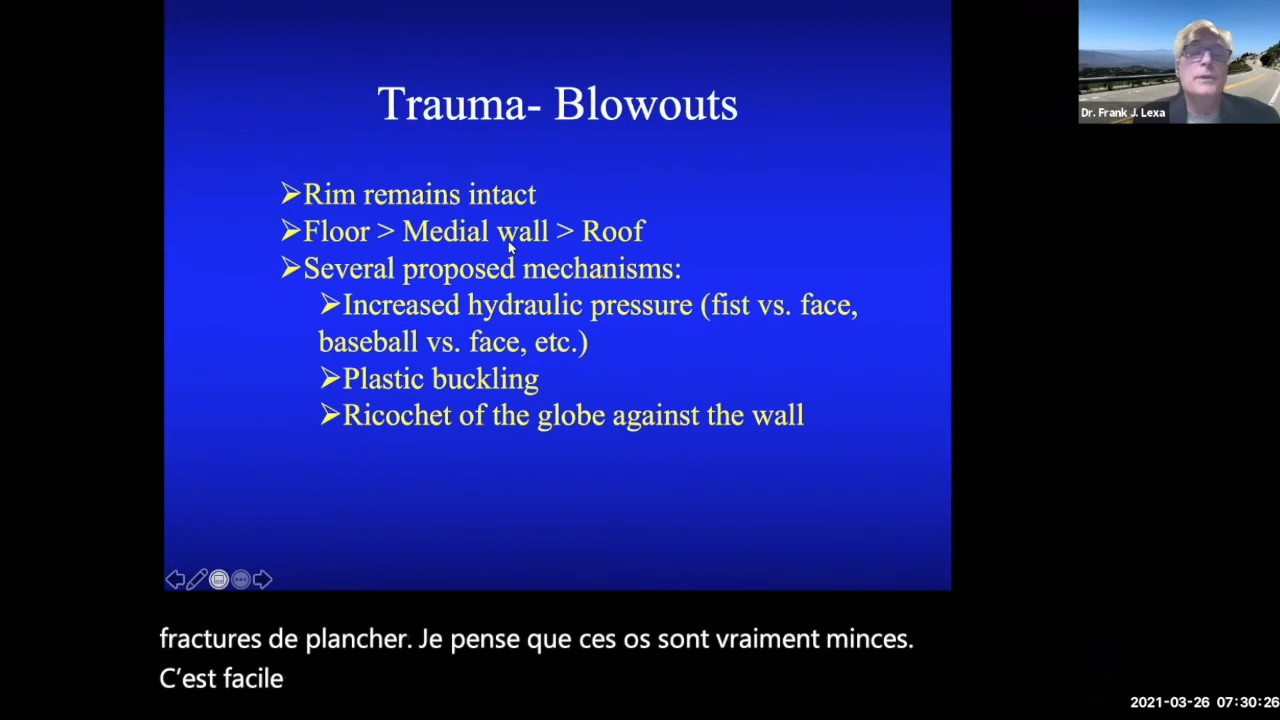 Trauma- Blowouts
Dr. Frank J. Lexa
➢Rim remains intact
➢Floor > Medial wall > Roof
➢Several proposed mechanisms:
➢Increased hydraulic pressure (fist vs. face,
baseball vs. face, etc.)
➢Plastic buckling
➢Ricochet of the globe against the wall
fractures de plancher. Je pense que ces os sont vraiment minces.
C’est facile
2021-03-26 07:30:26